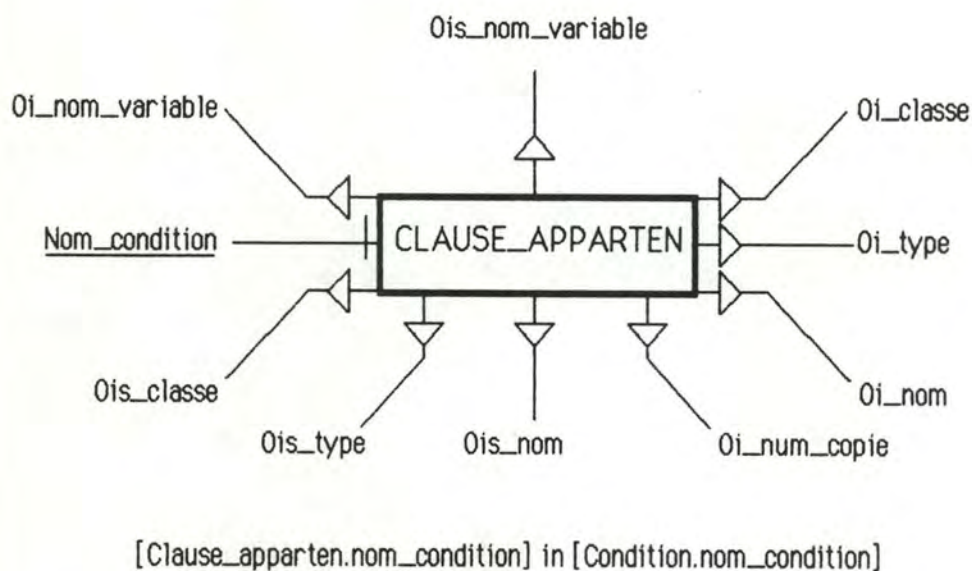 Ois_nom_variable
Oi_nom_variable
Oi_classe
Nom_condition
CLAUSE_APPARTEN
Oi_type
Ois_classe
Oi_nom
Ois_type
Ois_nom
Oi_num_copie
[Clause_apparten.nom_condition] in [Condition.nom_condition]